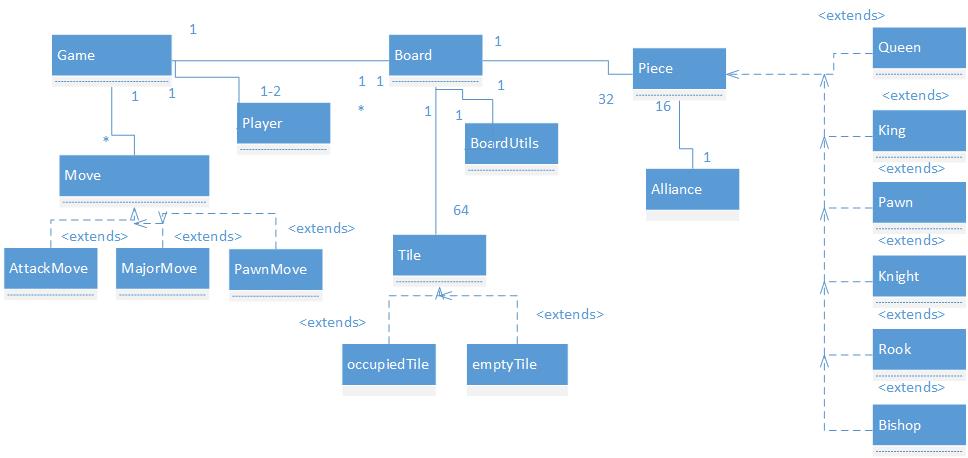 <extends>
1
Game
Board
1
Queen
Piece
1
1
1
1
1-2
1
<extends>
32
16
*
1
1
Player
King
*
BoardUtils
1
<extends>
Move
Alliance
Pawn
64
<extends>
<extends>
<extends>
<extends>
Tile
AttackMove
MajorMove
PawnMove
Knight
<extends>
<extends>
<extends>
Rook
occupiedTile
emptyTile
<extends>
Bishop